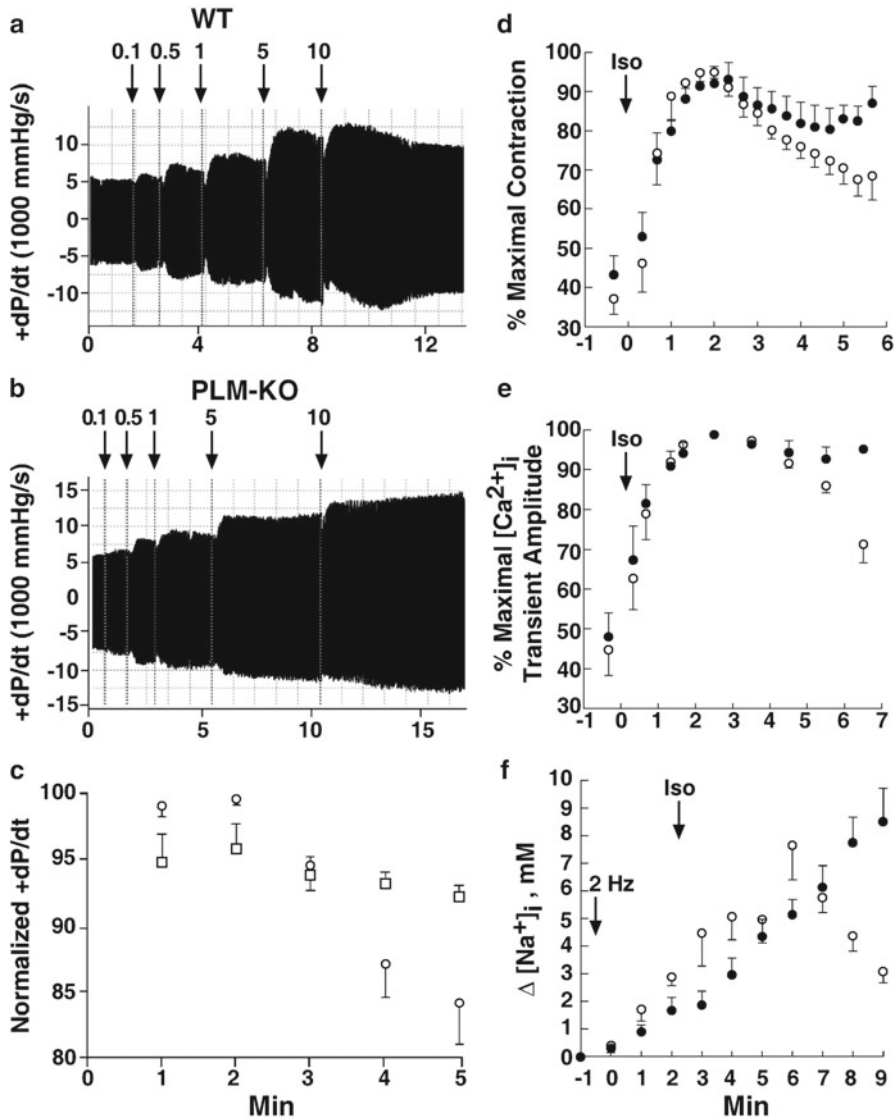 a
WT
0.1 0.5 1 5 10
+dP/dt (1000 mmHg/s)
10
5
0
-5
-10
0 4 8 12
b
PLM-KO
0.1 0.5 1 5 10
+dP/dt (1000 mmHg/s)
15
10
5
0
-5
-10
-15
0 5 10 15
c
Normalized +dP/dt
100
95
90
85
80
0 1 2 3 4 5
Min
d
Iso
% Maximal Contraction
100
90
80
70
60
50
40
30
-1 0 1 2 3 4 5 6
e
Iso
% Maximal [Ca²⁺]ᵢ
Transient Amplitude
100
90
80
70
60
50
40
30
-1 0 1 2 3 4 5 6 7
f
Iso
2 Hz
Δ [Na⁺]ᵢ , mM
10
9
8
7
6
5
4
3
2
1
0
-1 0 1 2 3 4 5 6 7 8 9
Min